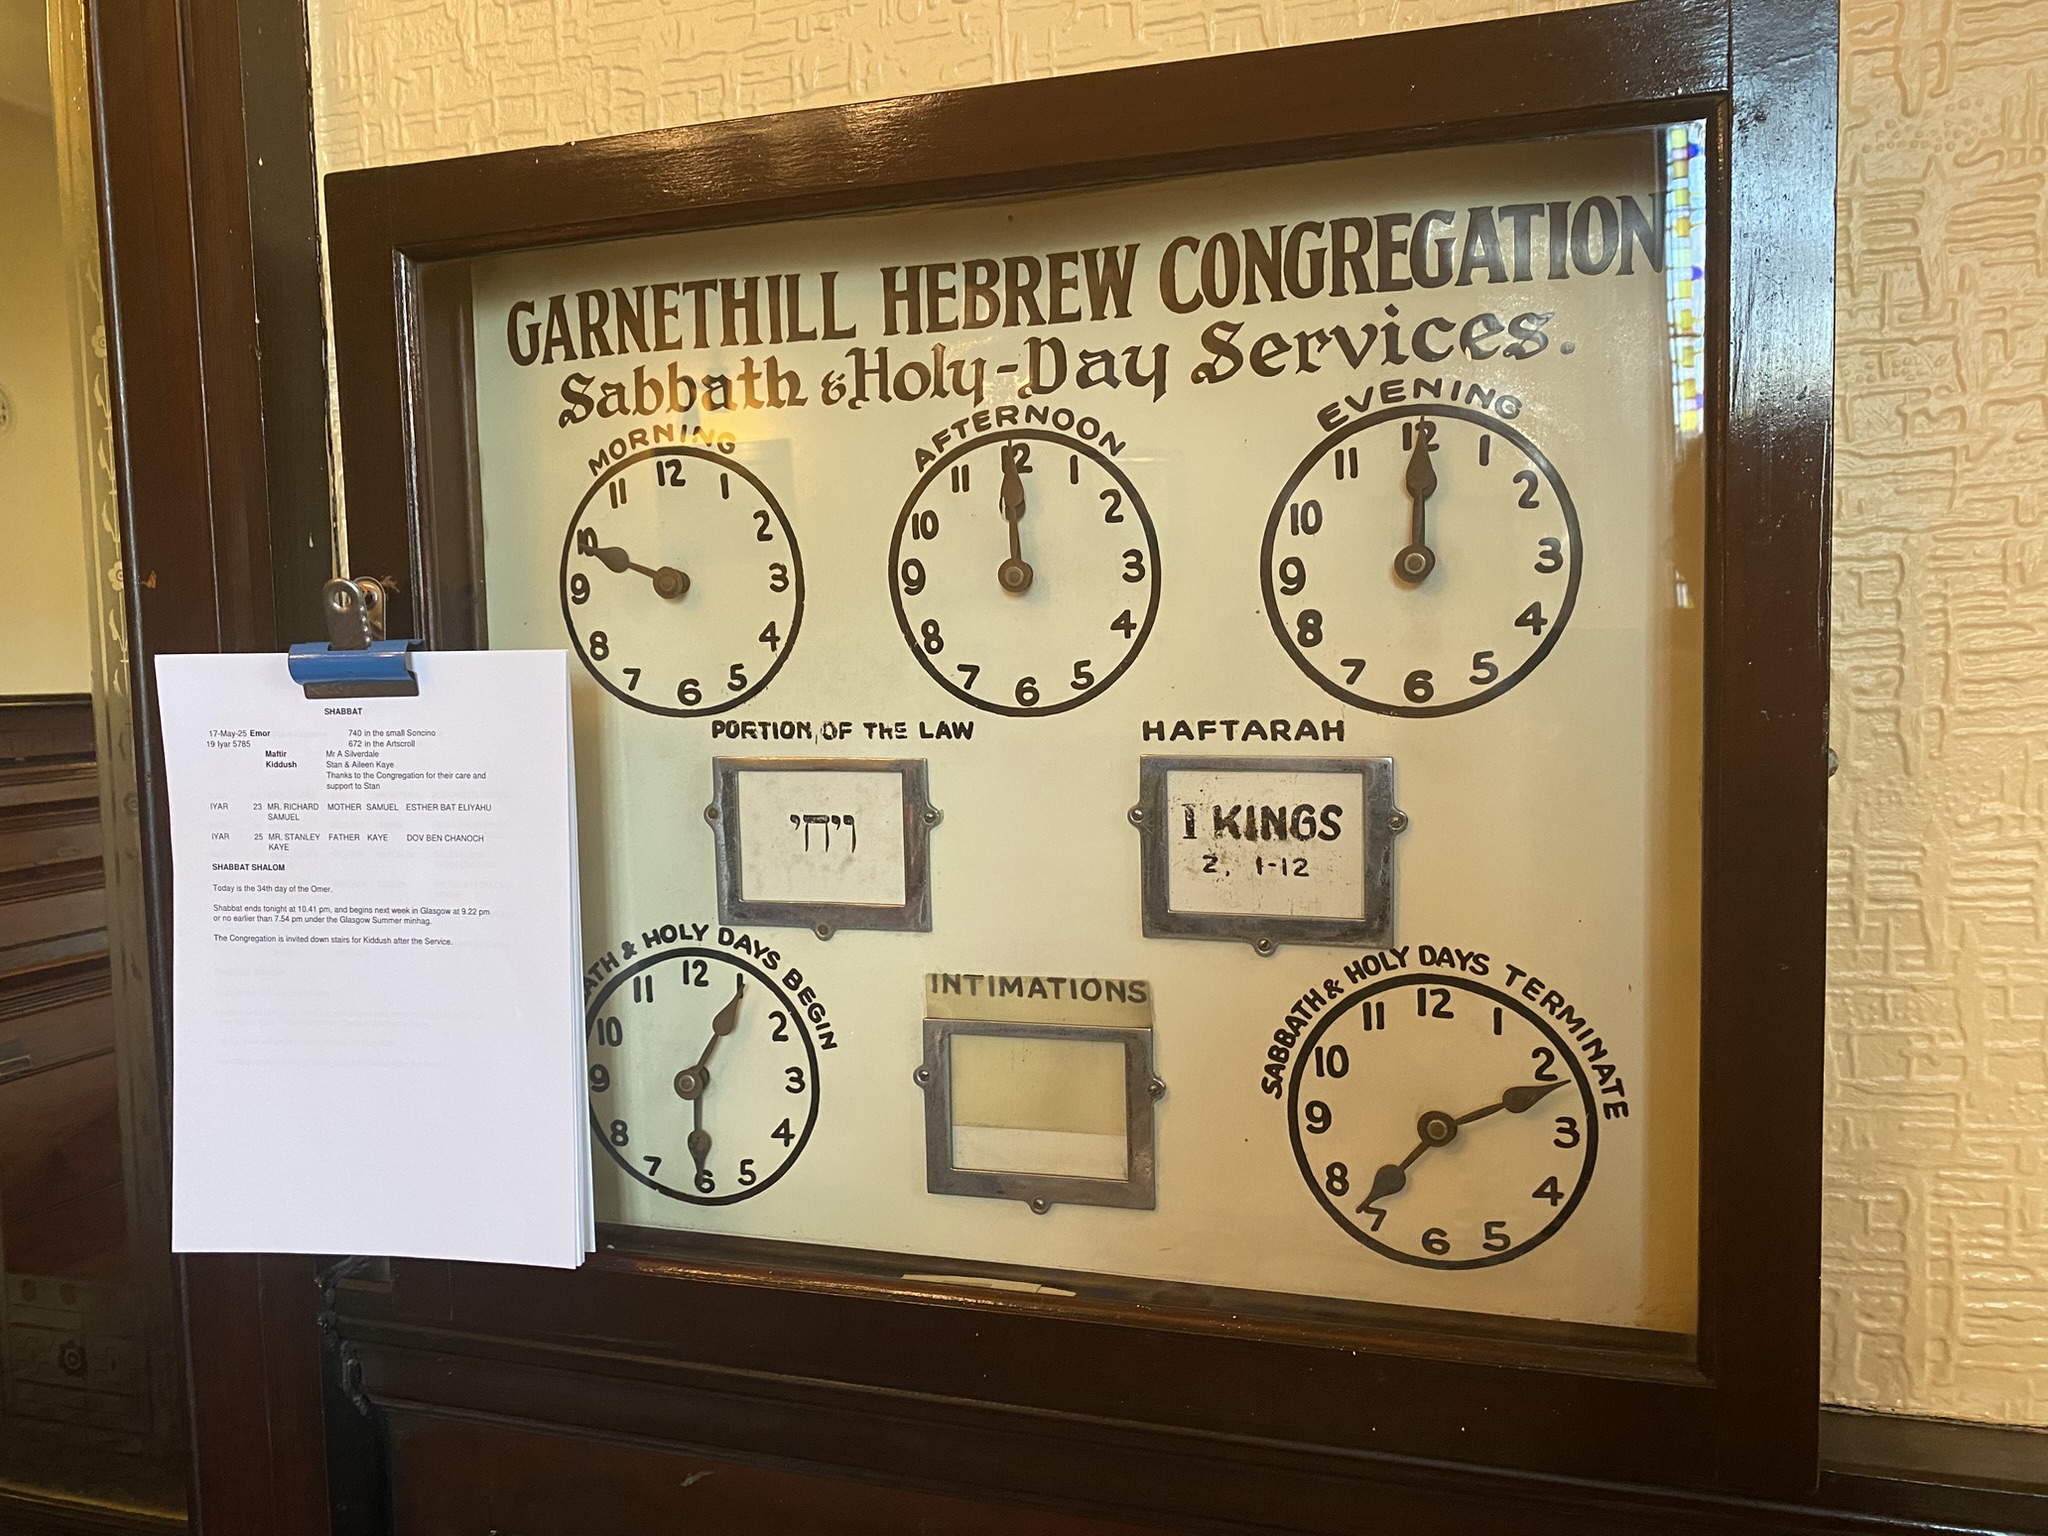 GARNETHILL HEBREW CONGREGATION
Sabbath & Holy-Day Services.
MORNING
12 1 2 3 4 5 6 7 8 9 10 11
AFTERNOON
12 1 2 3 4 5 6 7 8 9 10 11
EVENING
12 1 2 3 4 5 6 7 8 9 10 11
PORTION OF THE LAW
ויחי
HAFTARAH
I KINGS
2, 1-12
& HOLY DAYS BEGIN
12 1 2 3 4 5 6 7 8 9 10 11
INTIMATIONS
SABBATH & HOLY DAYS TERMINATE
12 1 2 3 4 5 6 7 8 9 10 11
SHABBAT
17-May-25 Emor 740 in the small Soncino
19 Iyar 5785 672 in the Artscroll
Maftir Mr A Silverdale
Kiddush Stan & Aileen Kaye
Thanks to the Congregation for their care and
support to Stan
IYAR 23 MR. RICHARD MOTHER SAMUEL ESTHER BAT ELIYAHU
SAMUEL
IYAR 25 MR. STANLEY FATHER KAYE DOV BEN CHANOCH
KAYE
SHABBAT SHALOM
Today is the 34th day of the Omer.
Shabbat ends tonight at 10.41 pm, and begins next week in Glasgow at 9.22 pm
or no earlier than 7.54 pm under the Glasgow Summer minhag.
The Congregation is invited down stairs for Kiddush after the Service.